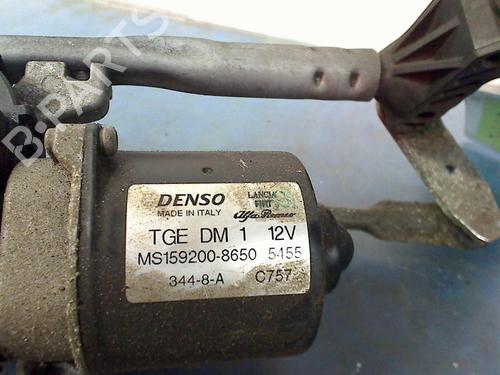 B-PARTS
DENSO
MADE IN ITALY
LANCIA
FIAT
Alfa Romeo
TGE DM 1 12V
MS159200-8650 5455
344-8-A C757